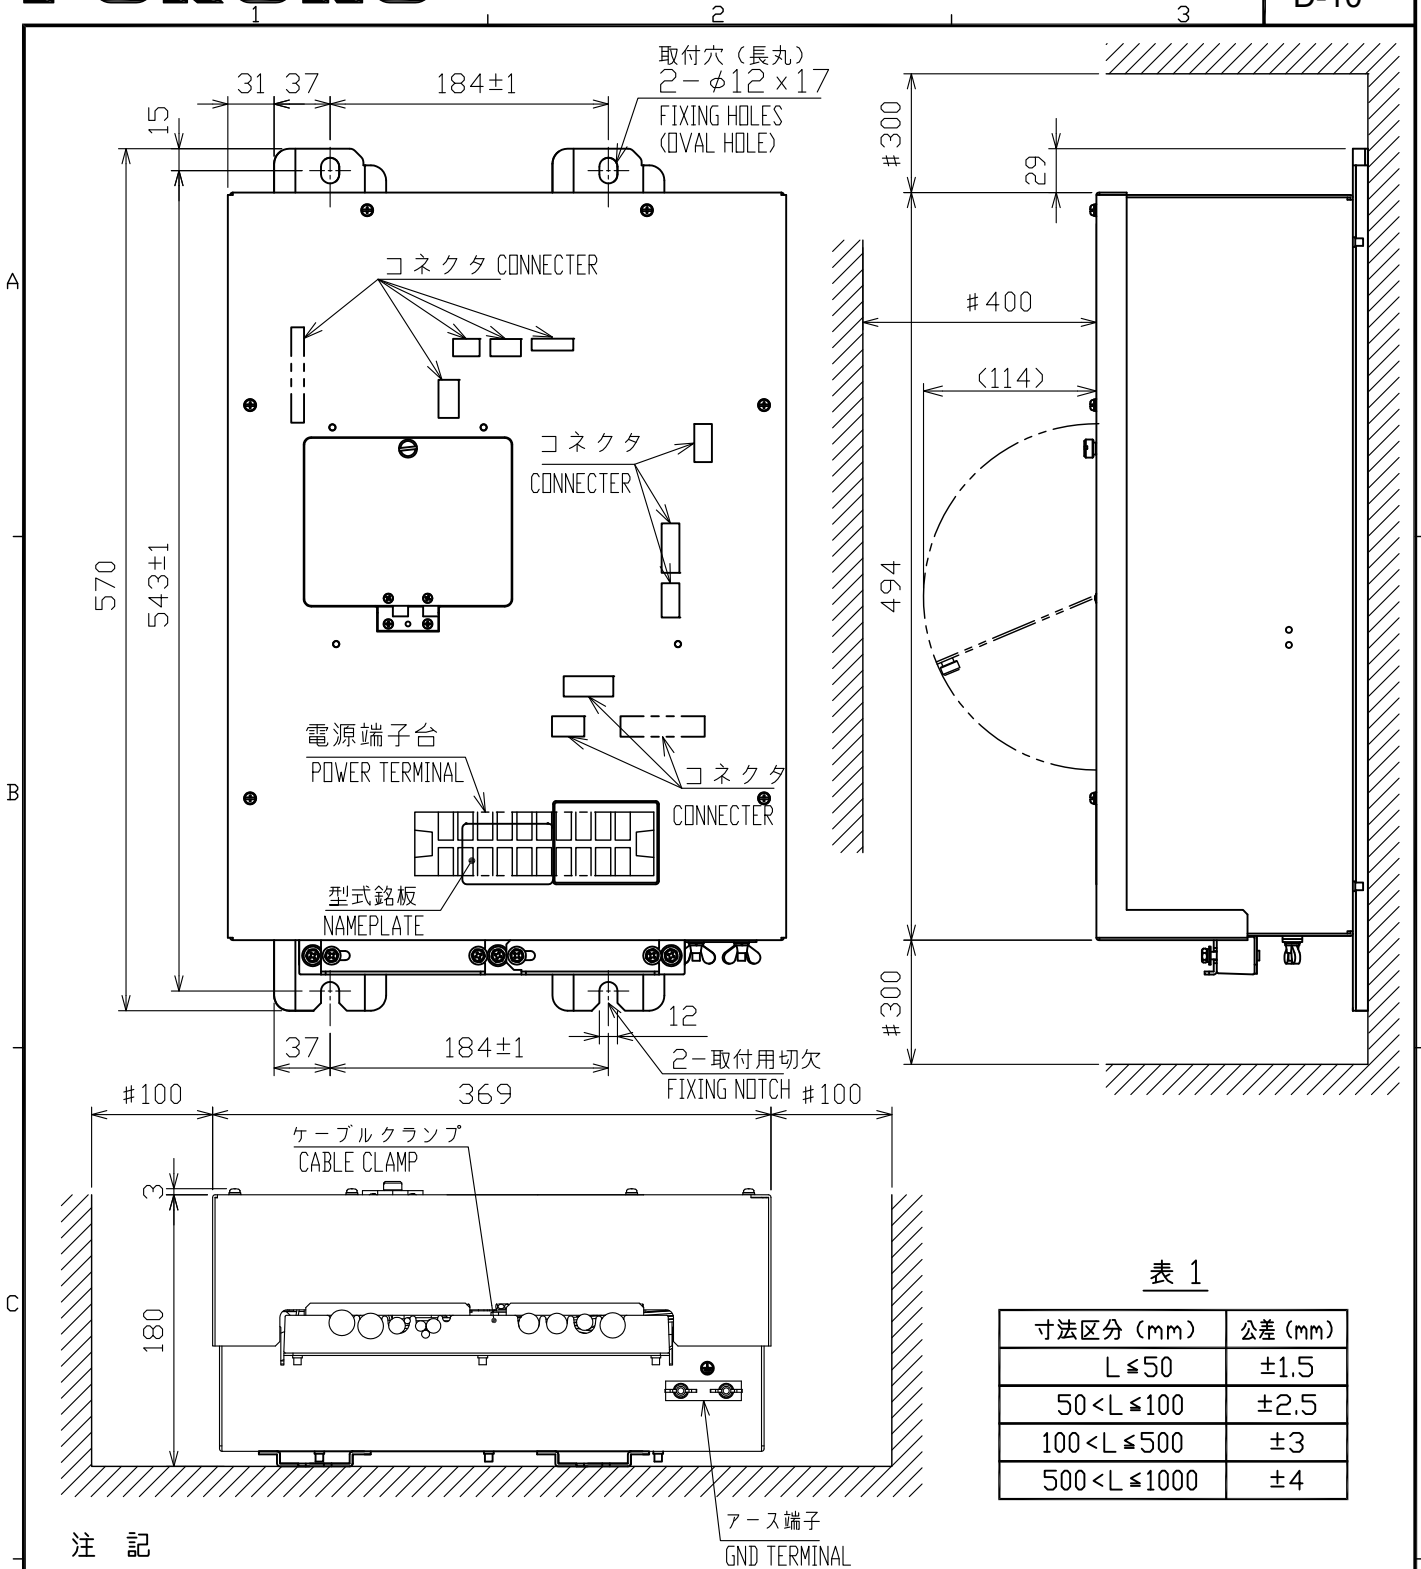 1 2 3
取付穴（長丸）
2-φ12×17
FIXING HOLES
(OVAL HOLE)
31 37 184±1
15
#300
29
A
コネクタ CONNECTER
#400
(114)
コネクタ
CONNECTER
570
543±1
494
電源端子台
POWER TERMINAL
B
コネクタ
CONNECTER
型式銘板
NAMEPLATE
#300
12
37 184±1
2-取付用切欠
FIXING NOTCH
#100 369 #100
ケーブルクランプ
CABLE CLAMP
3
180
C
表 1
寸法区分（mm） 公差（mm）
L≦50 ±1.5
50<L≦100 ±2.5
100<L≦500 ±3
500<L≦1000 ±4
アース端子
GND TERMINAL
注 記